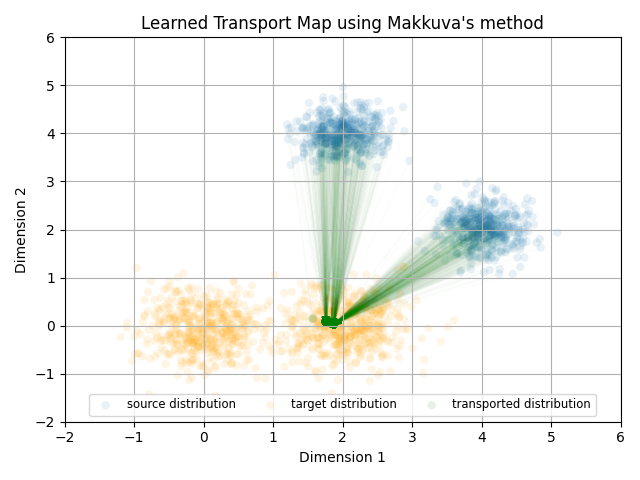 Learned Transport Map using Makkuva's method
6
5
4
3
2
1
0
−1
−2
Dimension 2
source distribution target distribution transported distribution
−2 −1 0 1 2 3 4 5 6
Dimension 1